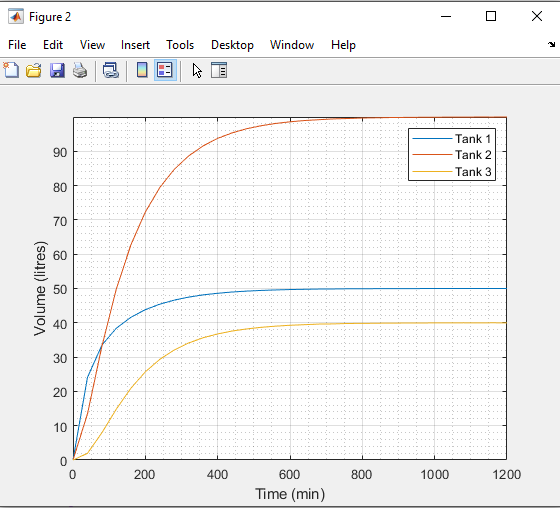 Figure 2
File Edit View Insert Tools Desktop Window Help
Tank 1
Tank 2
Tank 3
90
80
70
60
50
40
30
20
10
0
Volume (litres)
0 200 400 600 800 1000 1200
Time (min)